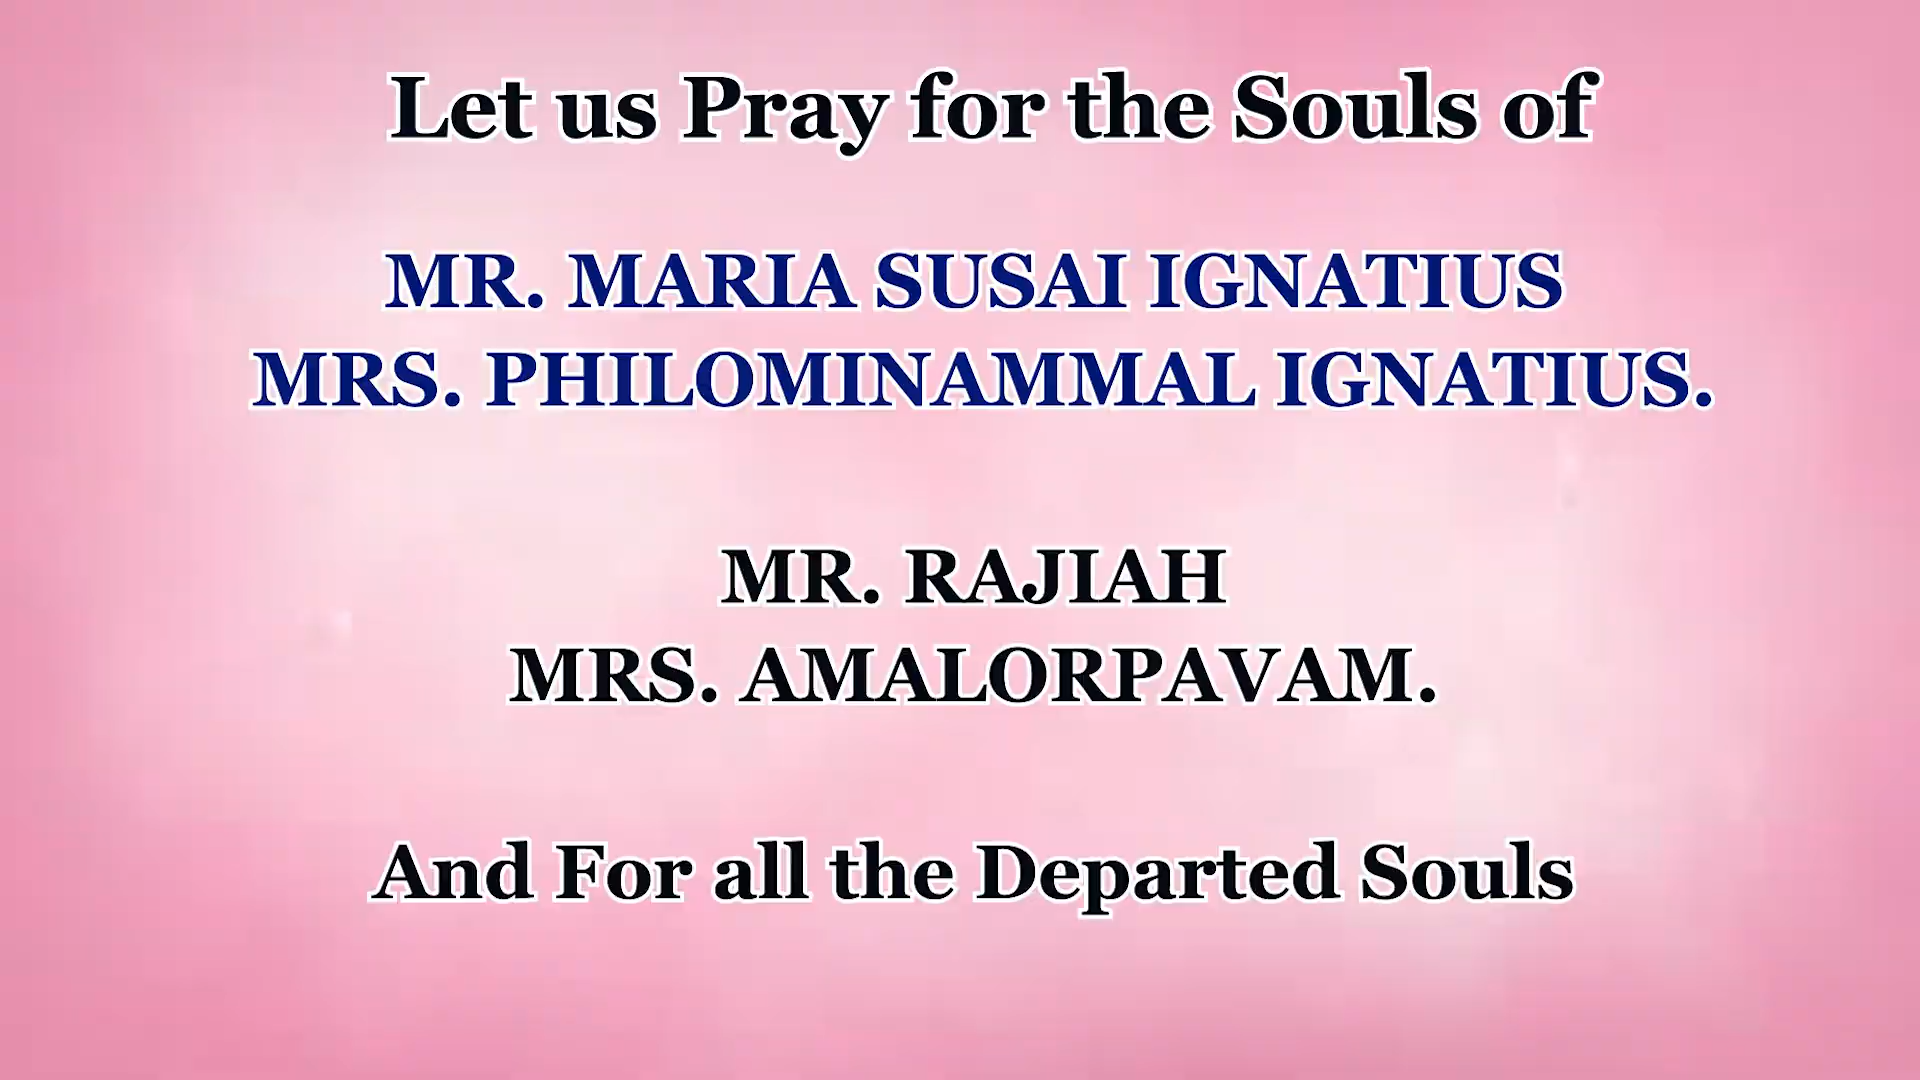 Let us Pray for the Souls of
MR. MARIA SUSAI IGNATIUS
MRS. PHILOMINAMMAL IGNATIUS.
MR. RAJIAH
MRS. AMALORPAVAM.
And For all the Departed Souls